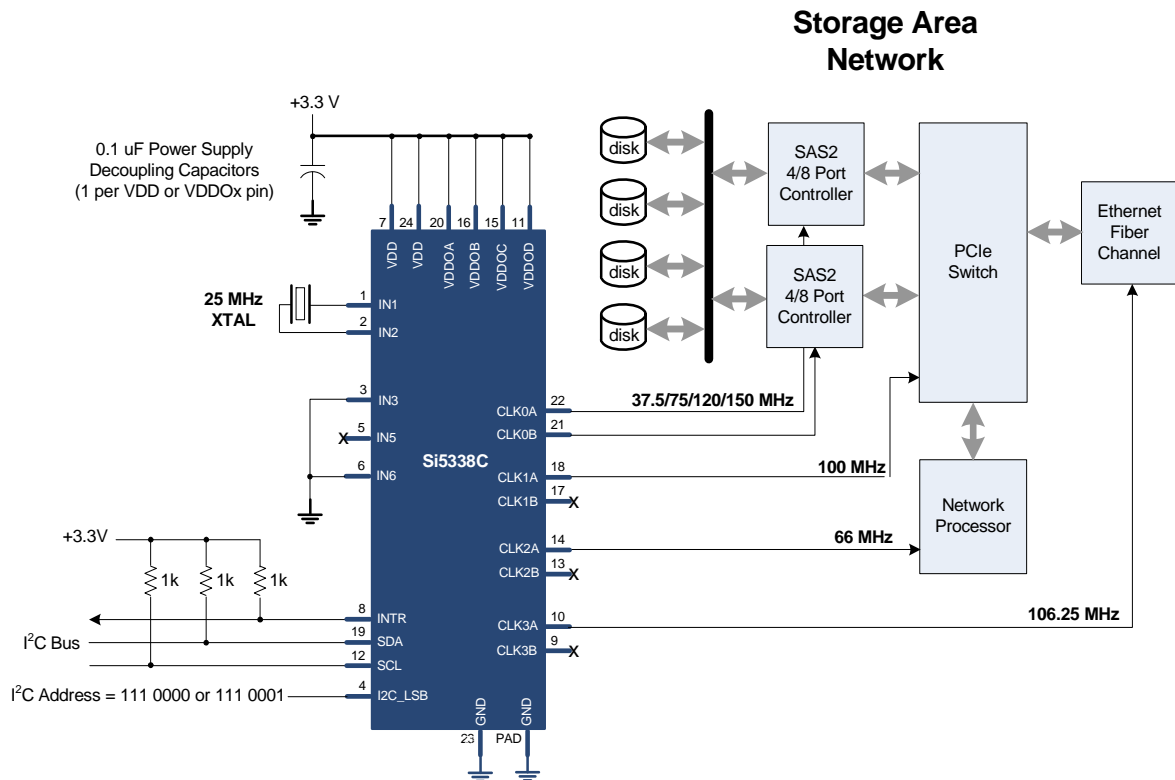 Storage Area
Network
+3.3 V
0.1 uF Power Supply
Decoupling Capacitors
(1 per VDD or VDDOx pin)
7
24
20
16
15
11
VDD
VDD
VDDOA
VDDOB
VDDOC
VDDOD
1
IN1
25 MHz
XTAL
2
IN2
3
IN3
5
X
IN5
6
IN6
Si5338C
22
CLK0A
37.5/75/120/150 MHz
21
CLK0B
18
CLK1A
100 MHz
17
CLK1B
X
14
CLK2A
66 MHz
13
CLK2B
X
10
CLK3A
106.25 MHz
9
CLK3B
X
+3.3V
1k
1k
1k
8
INTR
I²C Bus
19
SDA
12
SCL
I²C Address = 111 0000 or 111 0001
4
I2C_LSB
GND
GND
23
PAD
disk
disk
disk
disk
SAS2
4/8 Port
Controller
SAS2
4/8 Port
Controller
PCIe
Switch
Ethernet
Fiber
Channel
Network
Processor